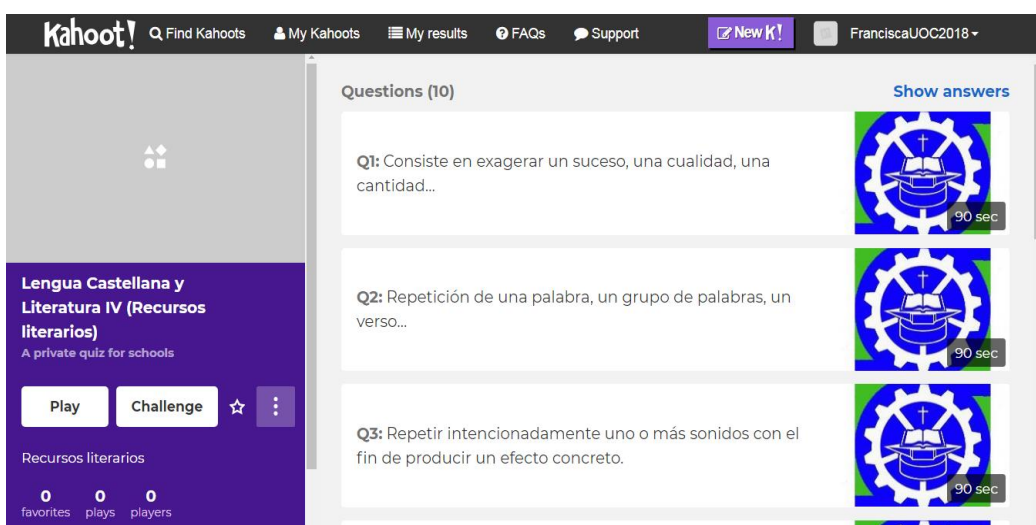 Kahoot! Find Kahoots My Kahoots My results FAQs Support New K! FranciscaUOC2018
Lengua Castellana y
Literatura IV (Recursos
literarios)
A private quiz for schools
Play Challenge
Recursos literarios
0 0 0
favorites plays players
Questions (10) Show answers
Q1: Consiste en exagerar un suceso, una cualidad, una
cantidad...
90 sec
Q2: Repetición de una palabra, un grupo de palabras, un
verso...
90 sec
Q3: Repetir intencionadamente uno o más sonidos con el
fin de producir un efecto concreto.
90 sec